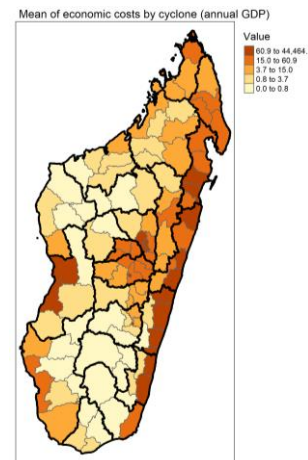 Mean of economic costs by cyclone (annual GDP)
Value
60.9 to 44,464.
15.0 to 60.9
3.7 to 15.0
0.8 to 3.7
0.0 to 0.8